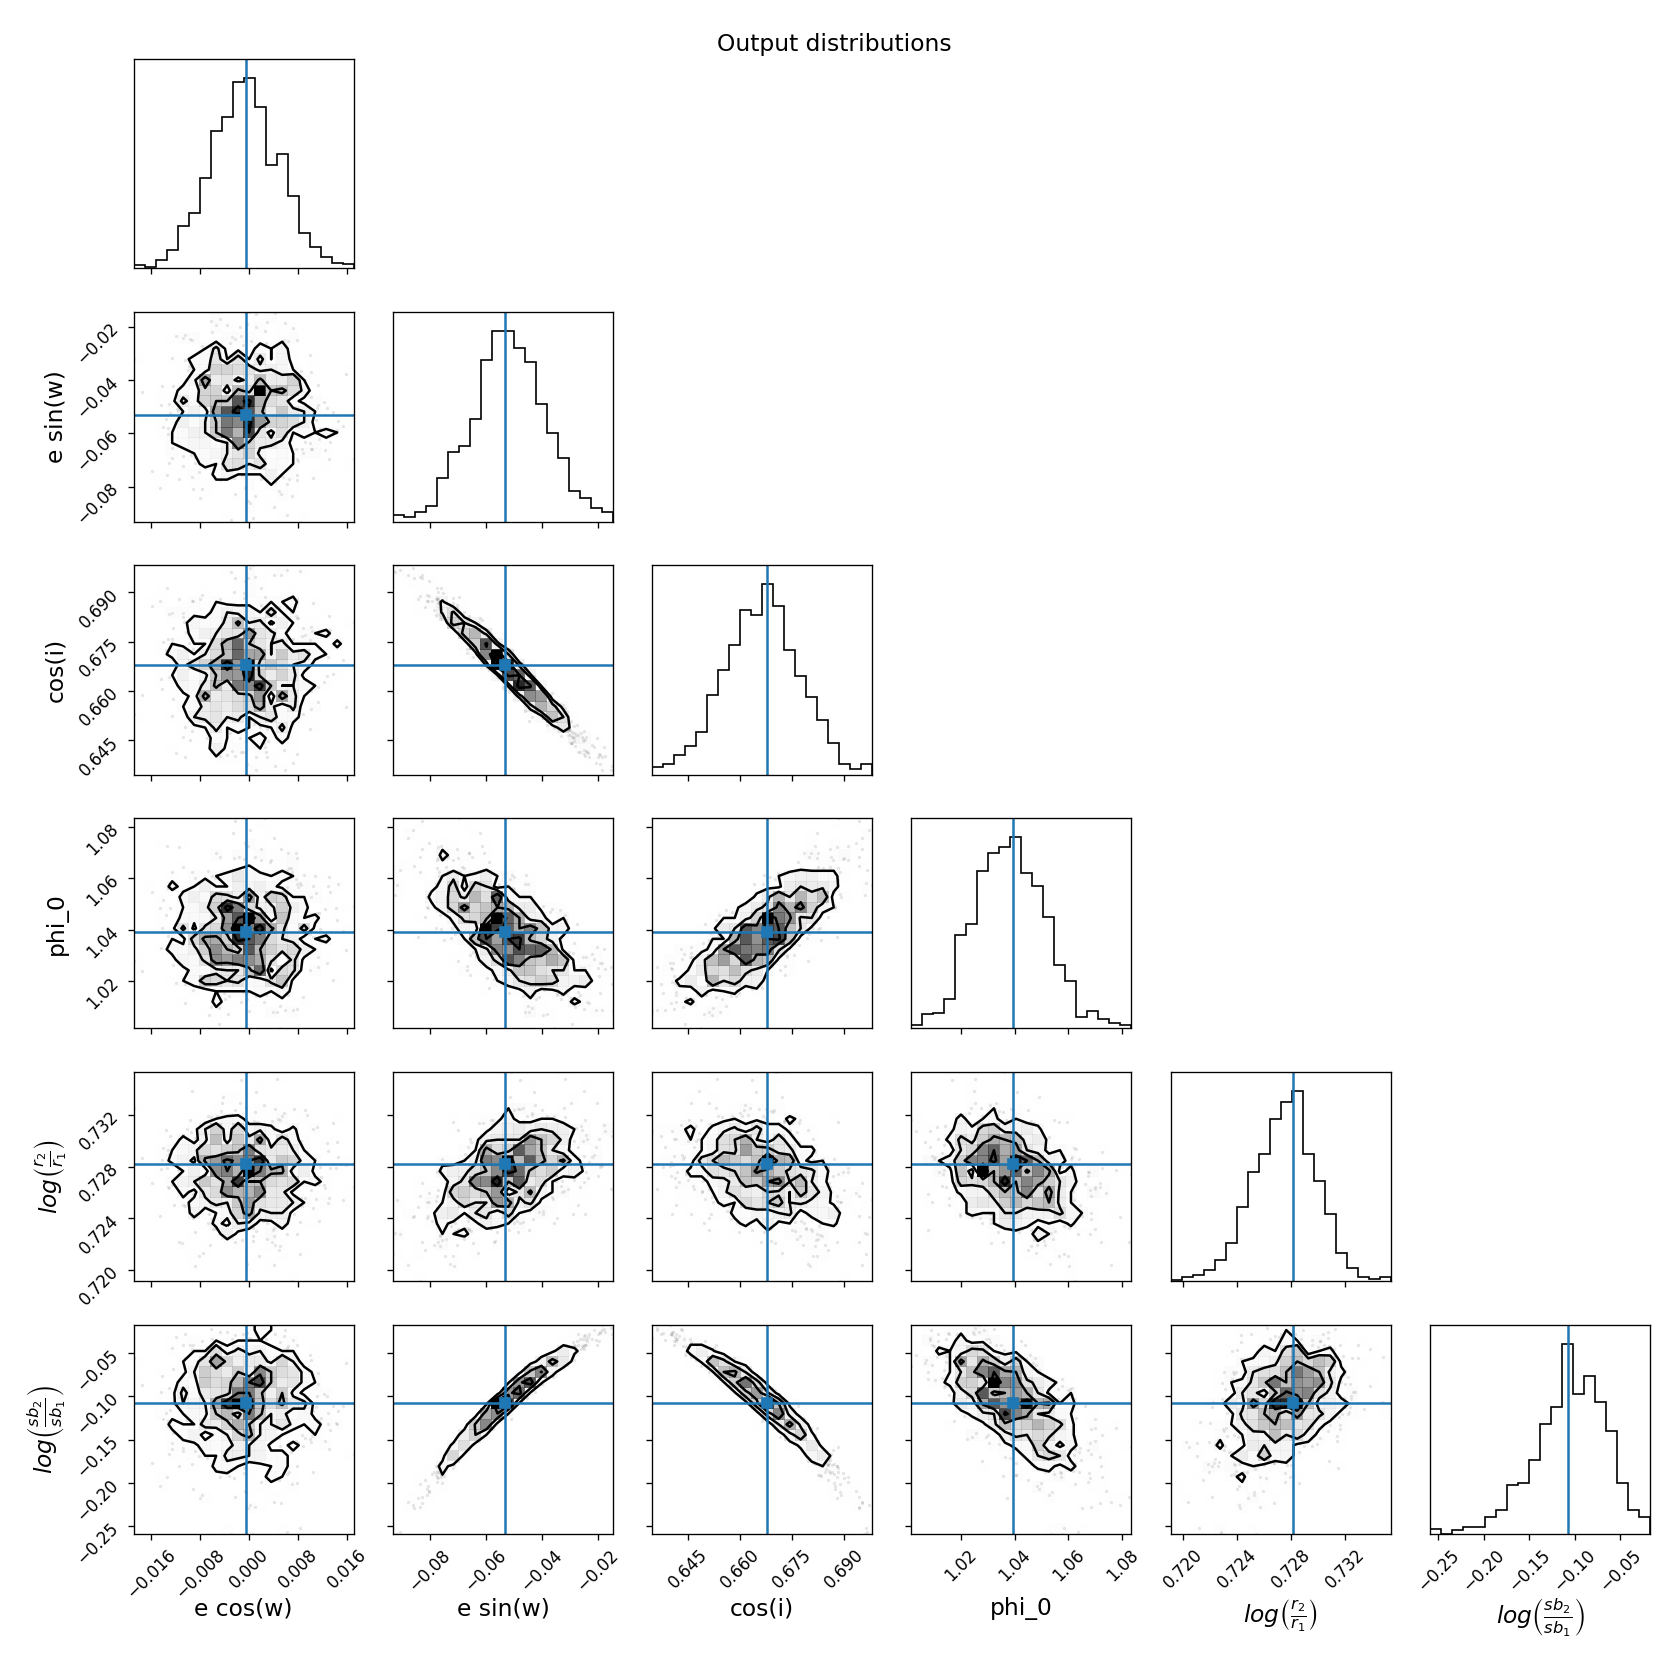 Output distributions
e sin(w)
−0.02
−0.04
−0.06
−0.08
cos(i)
0.690
0.675
0.660
0.645
phi_0
1.08
1.06
1.04
1.02
log(r2/r1)
0.732
0.728
0.724
0.720
log(sb2/sb1)
−0.05
−0.10
−0.15
−0.20
−0.25
−0.016 −0.008 0.000 0.008 0.016
e cos(w)
−0.08 −0.06 −0.04 −0.02
e sin(w)
0.645 0.660 0.675 0.690
cos(i)
1.02 1.04 1.06 1.08
phi_0
0.720 0.724 0.728 0.732
log(r2/r1)
−0.25 −0.20 −0.15 −0.10 −0.05
log(sb2/sb1)